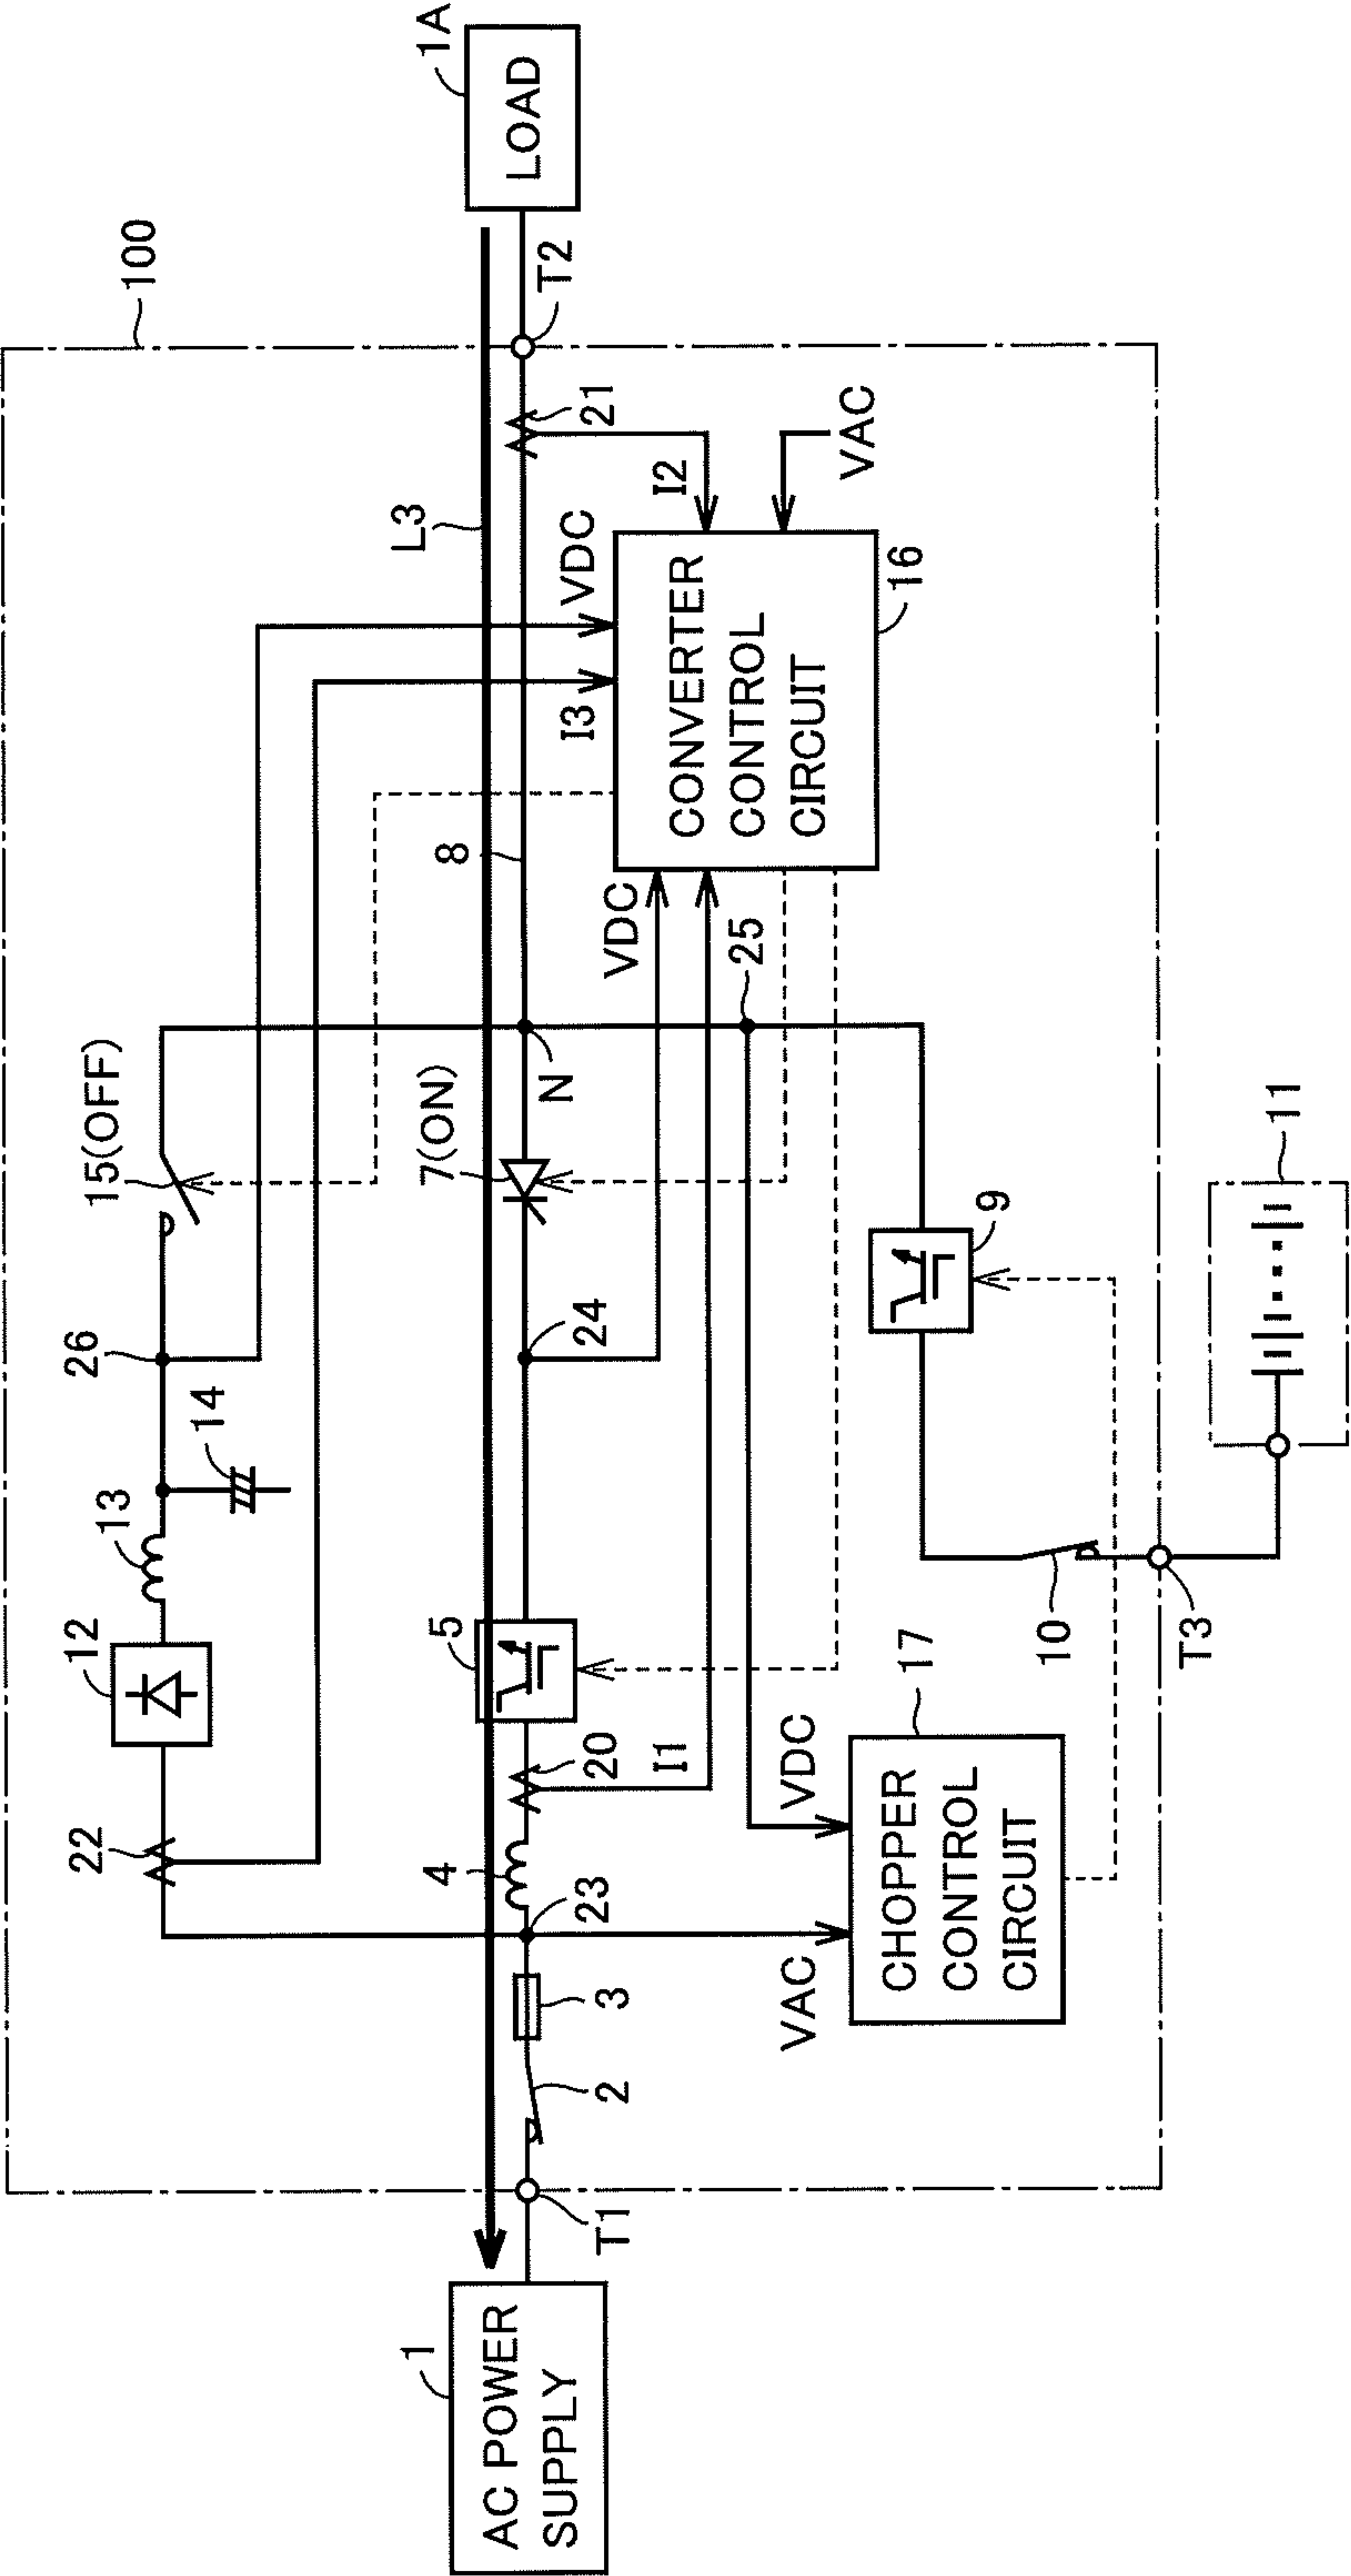 100
15(OFF)
26
14
13
12
22
L3
1A
LOAD
T2
21
I2
VAC
VDC
I3
8
CONVERTER
CONTROL
CIRCUIT
16
VDC
25
N
7(ON)
24
5
I1
20
4
23
3
2
T1
1
AC POWER
SUPPLY
9
11
10
T3
17
VDC
VAC
CHOPPER
CONTROL
CIRCUIT